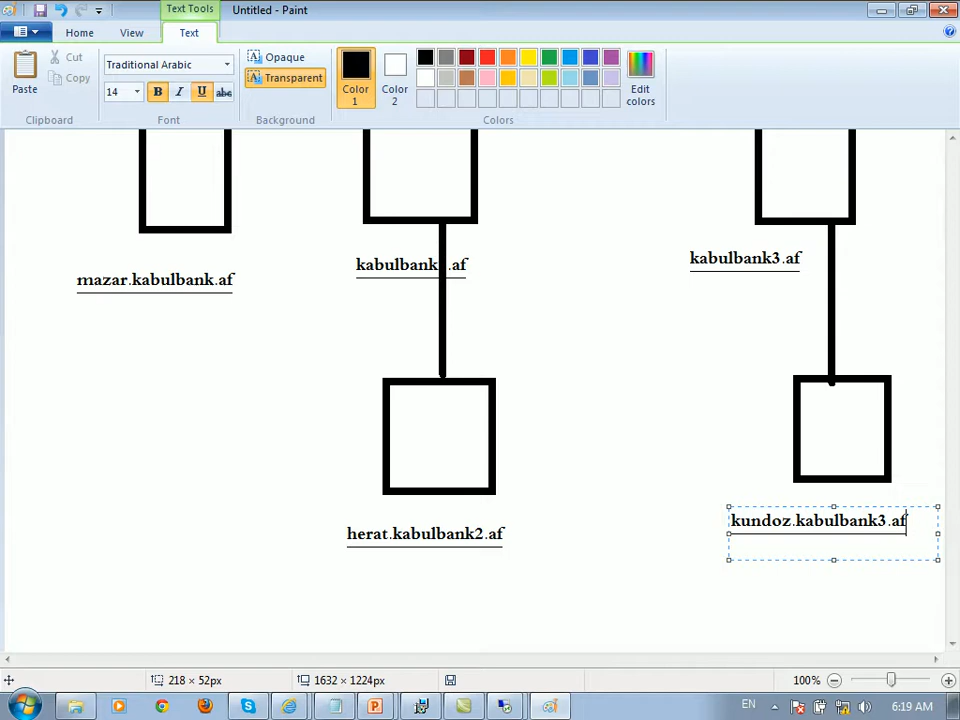 Text Tools
Untitled - Paint
Home
View
Text
Paste
Cut
Copy
Clipboard
Traditional Arabic
14
B
I
U
abc
Font
Opaque
Transparent
Background
Color 1
Color 2
Edit colors
Colors
mazar.kabulbank.af
kabulbank .af
kabulbank3.af
herat.kabulbank2.af
kundoz.kabulbank3.af
218 × 52px
1632 × 1224px
100%
EN
6:19 AM